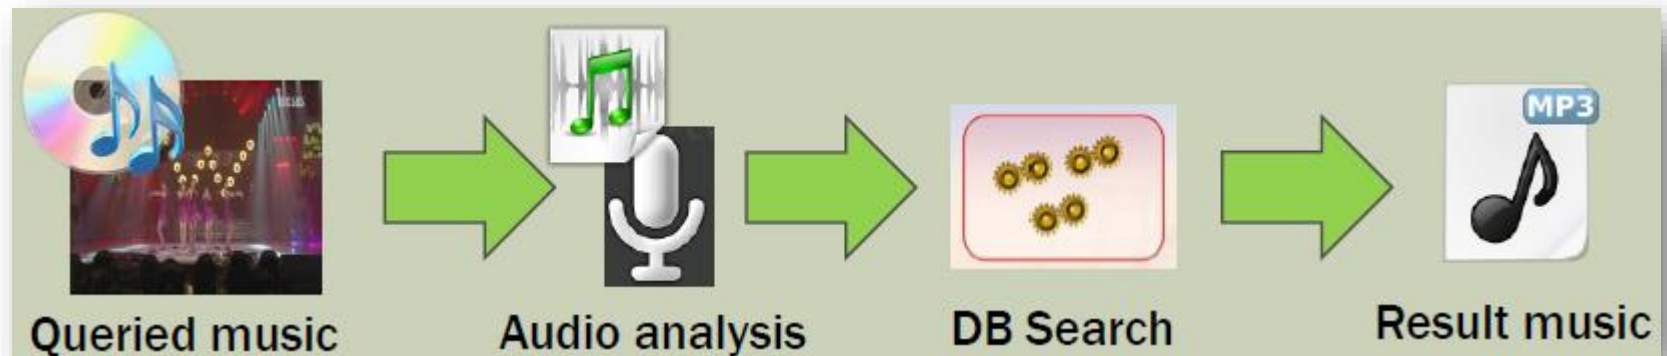 MP3
Queried music
Audio analysis
DB Search
Result music